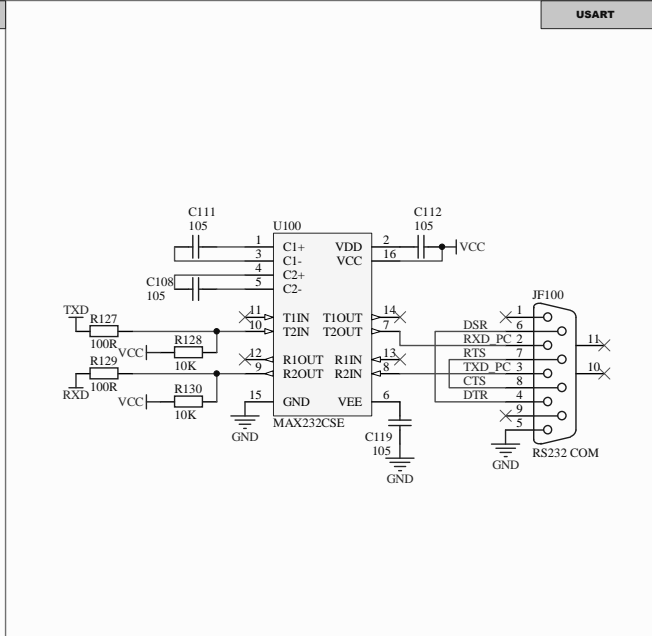 USART
C111
105
C112
105
U100
1
C1+
VDD
2
VCC
3
C1-
VCC
16
4
C2+
C108
5
C2-
105
JF100
TXD
11
T1IN
T1OUT
14
1
R127
10
T2IN
T2OUT
7
DSR
6
100R
R128
RXD_PC
2
11
VCC
RTS
7
R129
10K
12
R1OUT
R1IN
13
TXD_PC
3
10
100R
9
R2OUT
R2IN
8
CTS
8
RXD
R130
DTR
4
VCC
15
GND
VEE
6
9
10K
MAX232CSE
5
GND
C119
105
RS232 COM
GND
GND